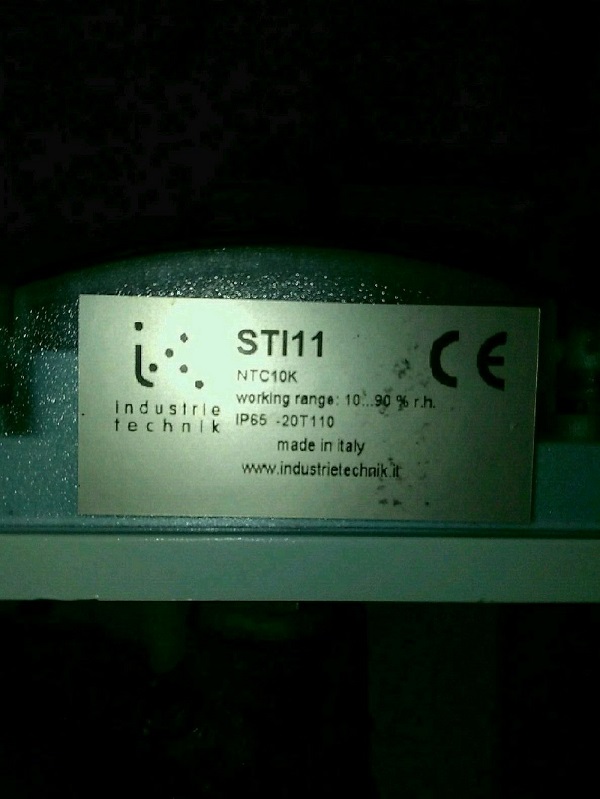 STI11
CE
NTC10K
working range: 10...90 % r.h.
IP65 -20T110
made in italy
www.industrietechnik.it
industrie
technik